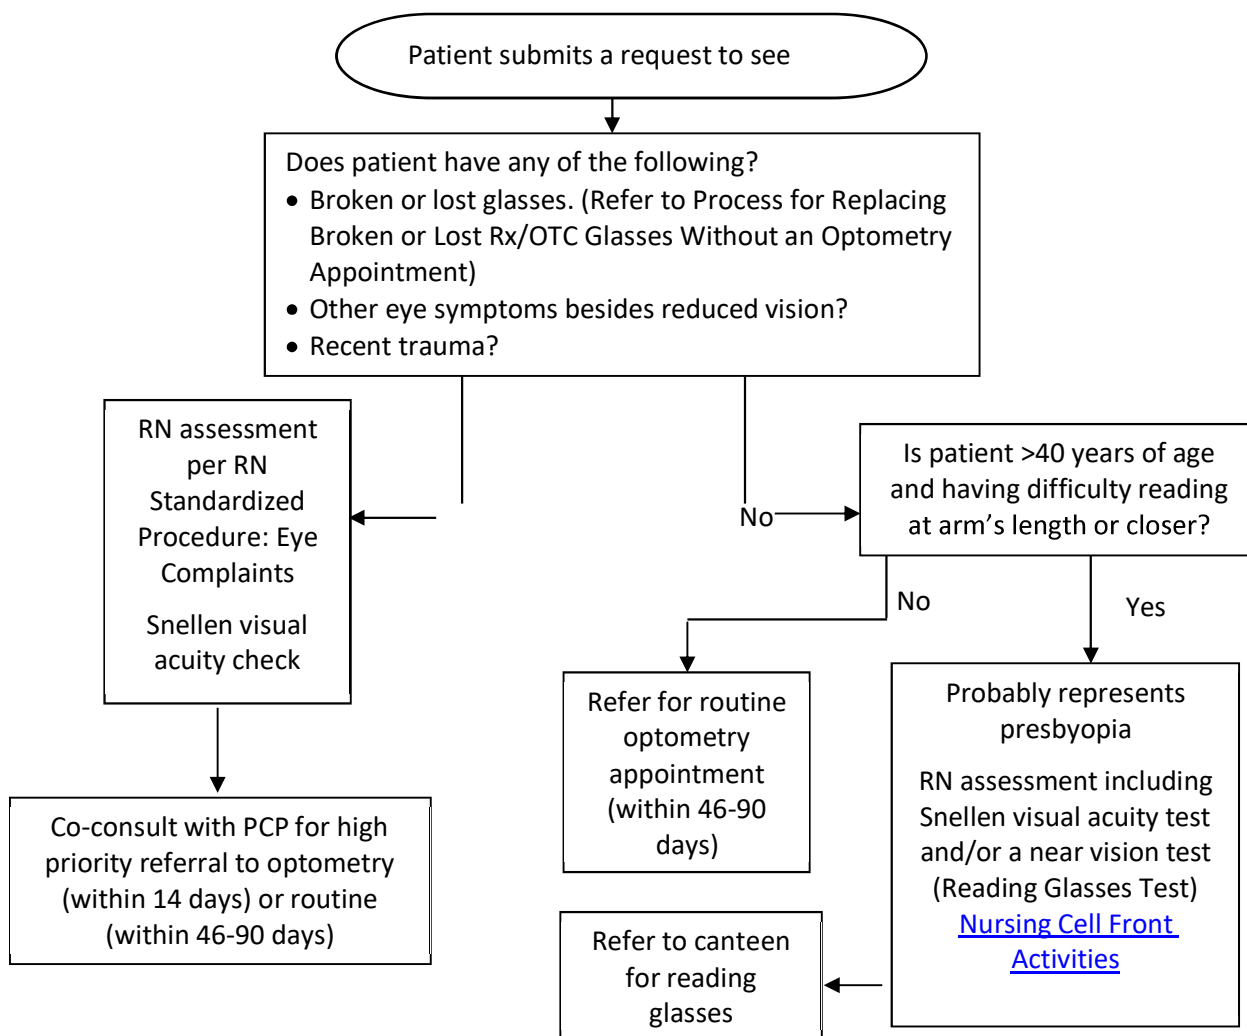 Patient submits a request to see
Does patient have any of the following?
• Broken or lost glasses. (Refer to Process for Replacing
Broken or Lost Rx/OTC Glasses Without an Optometry
Appointment)
• Other eye symptoms besides reduced vision?
• Recent trauma?
RN assessment
per RN
Standardized
Procedure: Eye
Complaints
Snellen visual
acuity check
Co-consult with PCP for high
priority referral to optometry
(within 14 days) or routine
(within 46-90 days)
No
Is patient >40 years of age
and having difficulty reading
at arm’s length or closer?
No
Yes
Refer for routine
optometry
appointment
(within 46-90
days)
Probably represents
presbyopia
RN assessment including
Snellen visual acuity test
and/or a near vision test
(Reading Glasses Test)
Nursing Cell Front
Activities
Refer to canteen
for reading
glasses